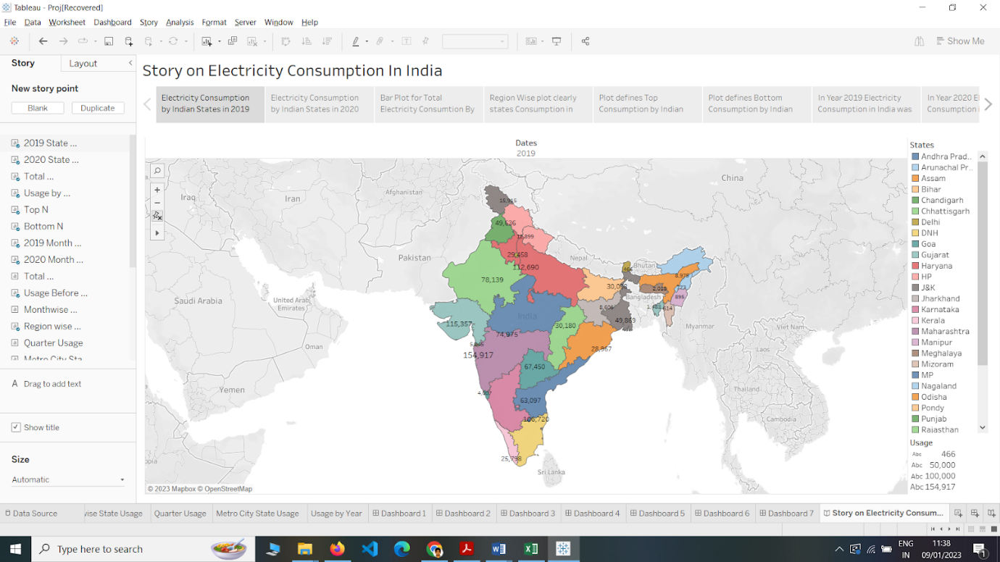 Tableau - Proj[Recovered]
File Data Worksheet Dashboard Story Analysis Format Server Window Help
Show Me
Story
Layout
New story point
Blank
Duplicate
2019 State ...
2020 State ...
Total ...
Usage by ...
Top N
Bottom N
2019 Month ...
2020 Month ...
Total ...
Usage Before ...
Monthwise ...
Region wise ...
Quarter Usage
Metro City Sta
A Drag to add text
Show title
Size
Automatic
Story on Electricity Consumption In India
Electricity Consumption
by Indian States in 2019
Electricity Consumption
by Indian States in 2020
Bar Plot for Total
Electricity Consumtion By
Region Wise plot clearly
states Consumption in
Plot defines Top
Consumption by Indian
Plot defines Bottom
Consumption by Indian
In Year 2019 Electricity
Consumption in India was
In Year 2020 El
Consumption i
Dates
2019
China
Afghanistan
Iraq
Iran
Pakistan
Nepal
Bhutan
Bangladesh
India
Saudi Arabia
United Arab
Emirates
Oman
Yemen
Myanmar
Viet Nam
Laos
Thailand
Cambodia
Sri Lanka
15,916
49,636
29,458
112,690
78,139
30,098
466
8,978
2,018
895
1,483
614
8,606
49,869
115,357
74,975
30,180
28,967
154,917
67,450
63,097
106,720
25,798
© 2023 Mapbox © OpenStreetMap
States
Andhra Prad..
Arunachal Pr..
Assam
Bihar
Chandigarh
Chhattisgarh
Delhi
DNH
Goa
Gujarat
Haryana
HP
J&K
Jharkhand
Karnataka
Kerala
Maharashtra
Manipur
Meghalaya
Mizoram
MP
Nagaland
Odisha
Pondy
Punjab
Rajasthan
Usage
Abc 466
Abc 50,000
Abc 100,000
Abc 154,917
Data Source
wise State Usage
Quarter Usage
Metro City State Usage
Usage by Year
Dashboard 1
Dashboard 2
Dashboard 3
Dashboard 4
Dashboard 5
Dashboard 6
Dashboard 7
Story on Electricity Consum...
Type here to search
ENG
IN
11:38
09/01/2023
1